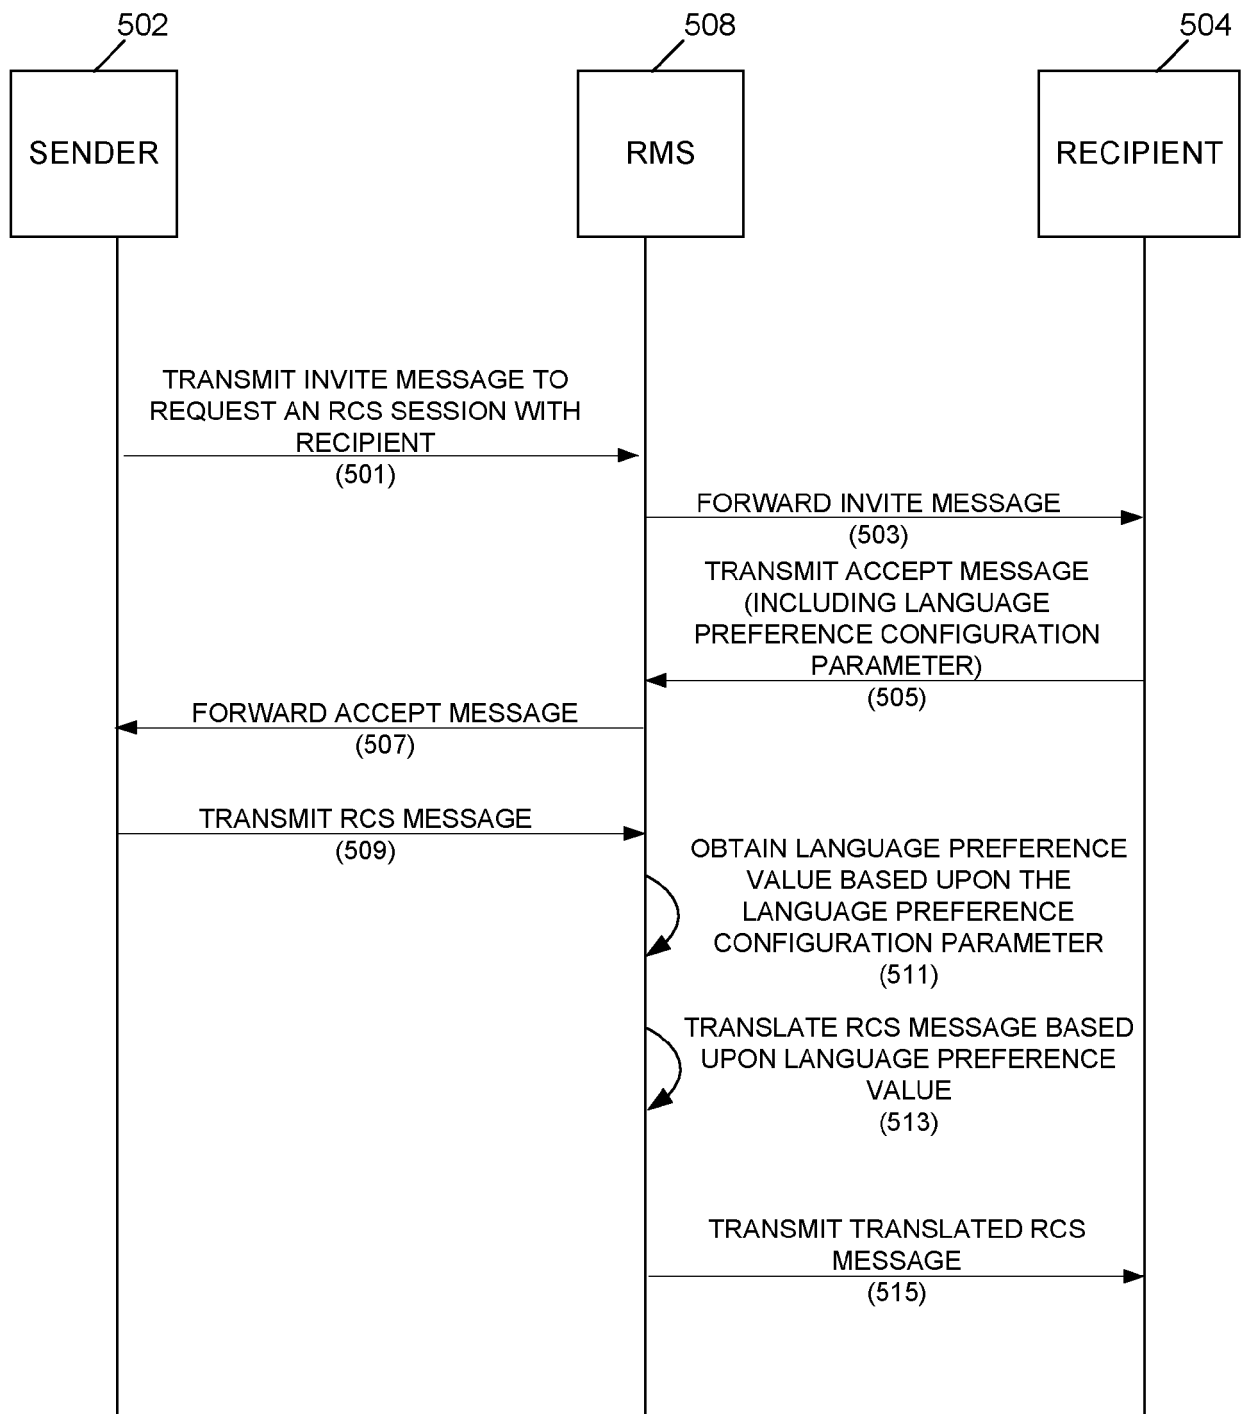 502
508
504
SENDER
RMS
RECIPIENT
TRANSMIT INVITE MESSAGE TO
REQUEST AN RCS SESSION WITH
RECIPIENT
(501)
FORWARD INVITE MESSAGE
(503)
TRANSMIT ACCEPT MESSAGE
(INCLUDING LANGUAGE
PREFERENCE CONFIGURATION
PARAMETER)
(505)
FORWARD ACCEPT MESSAGE
(507)
TRANSMIT RCS MESSAGE
(509)
OBTAIN LANGUAGE PREFERENCE
VALUE BASED UPON THE
LANGUAGE PREFERENCE
CONFIGURATION PARAMETER
(511)
TRANSLATE RCS MESSAGE BASED
UPON LANGUAGE PREFERENCE
VALUE
(513)
TRANSMIT TRANSLATED RCS
MESSAGE
(515)